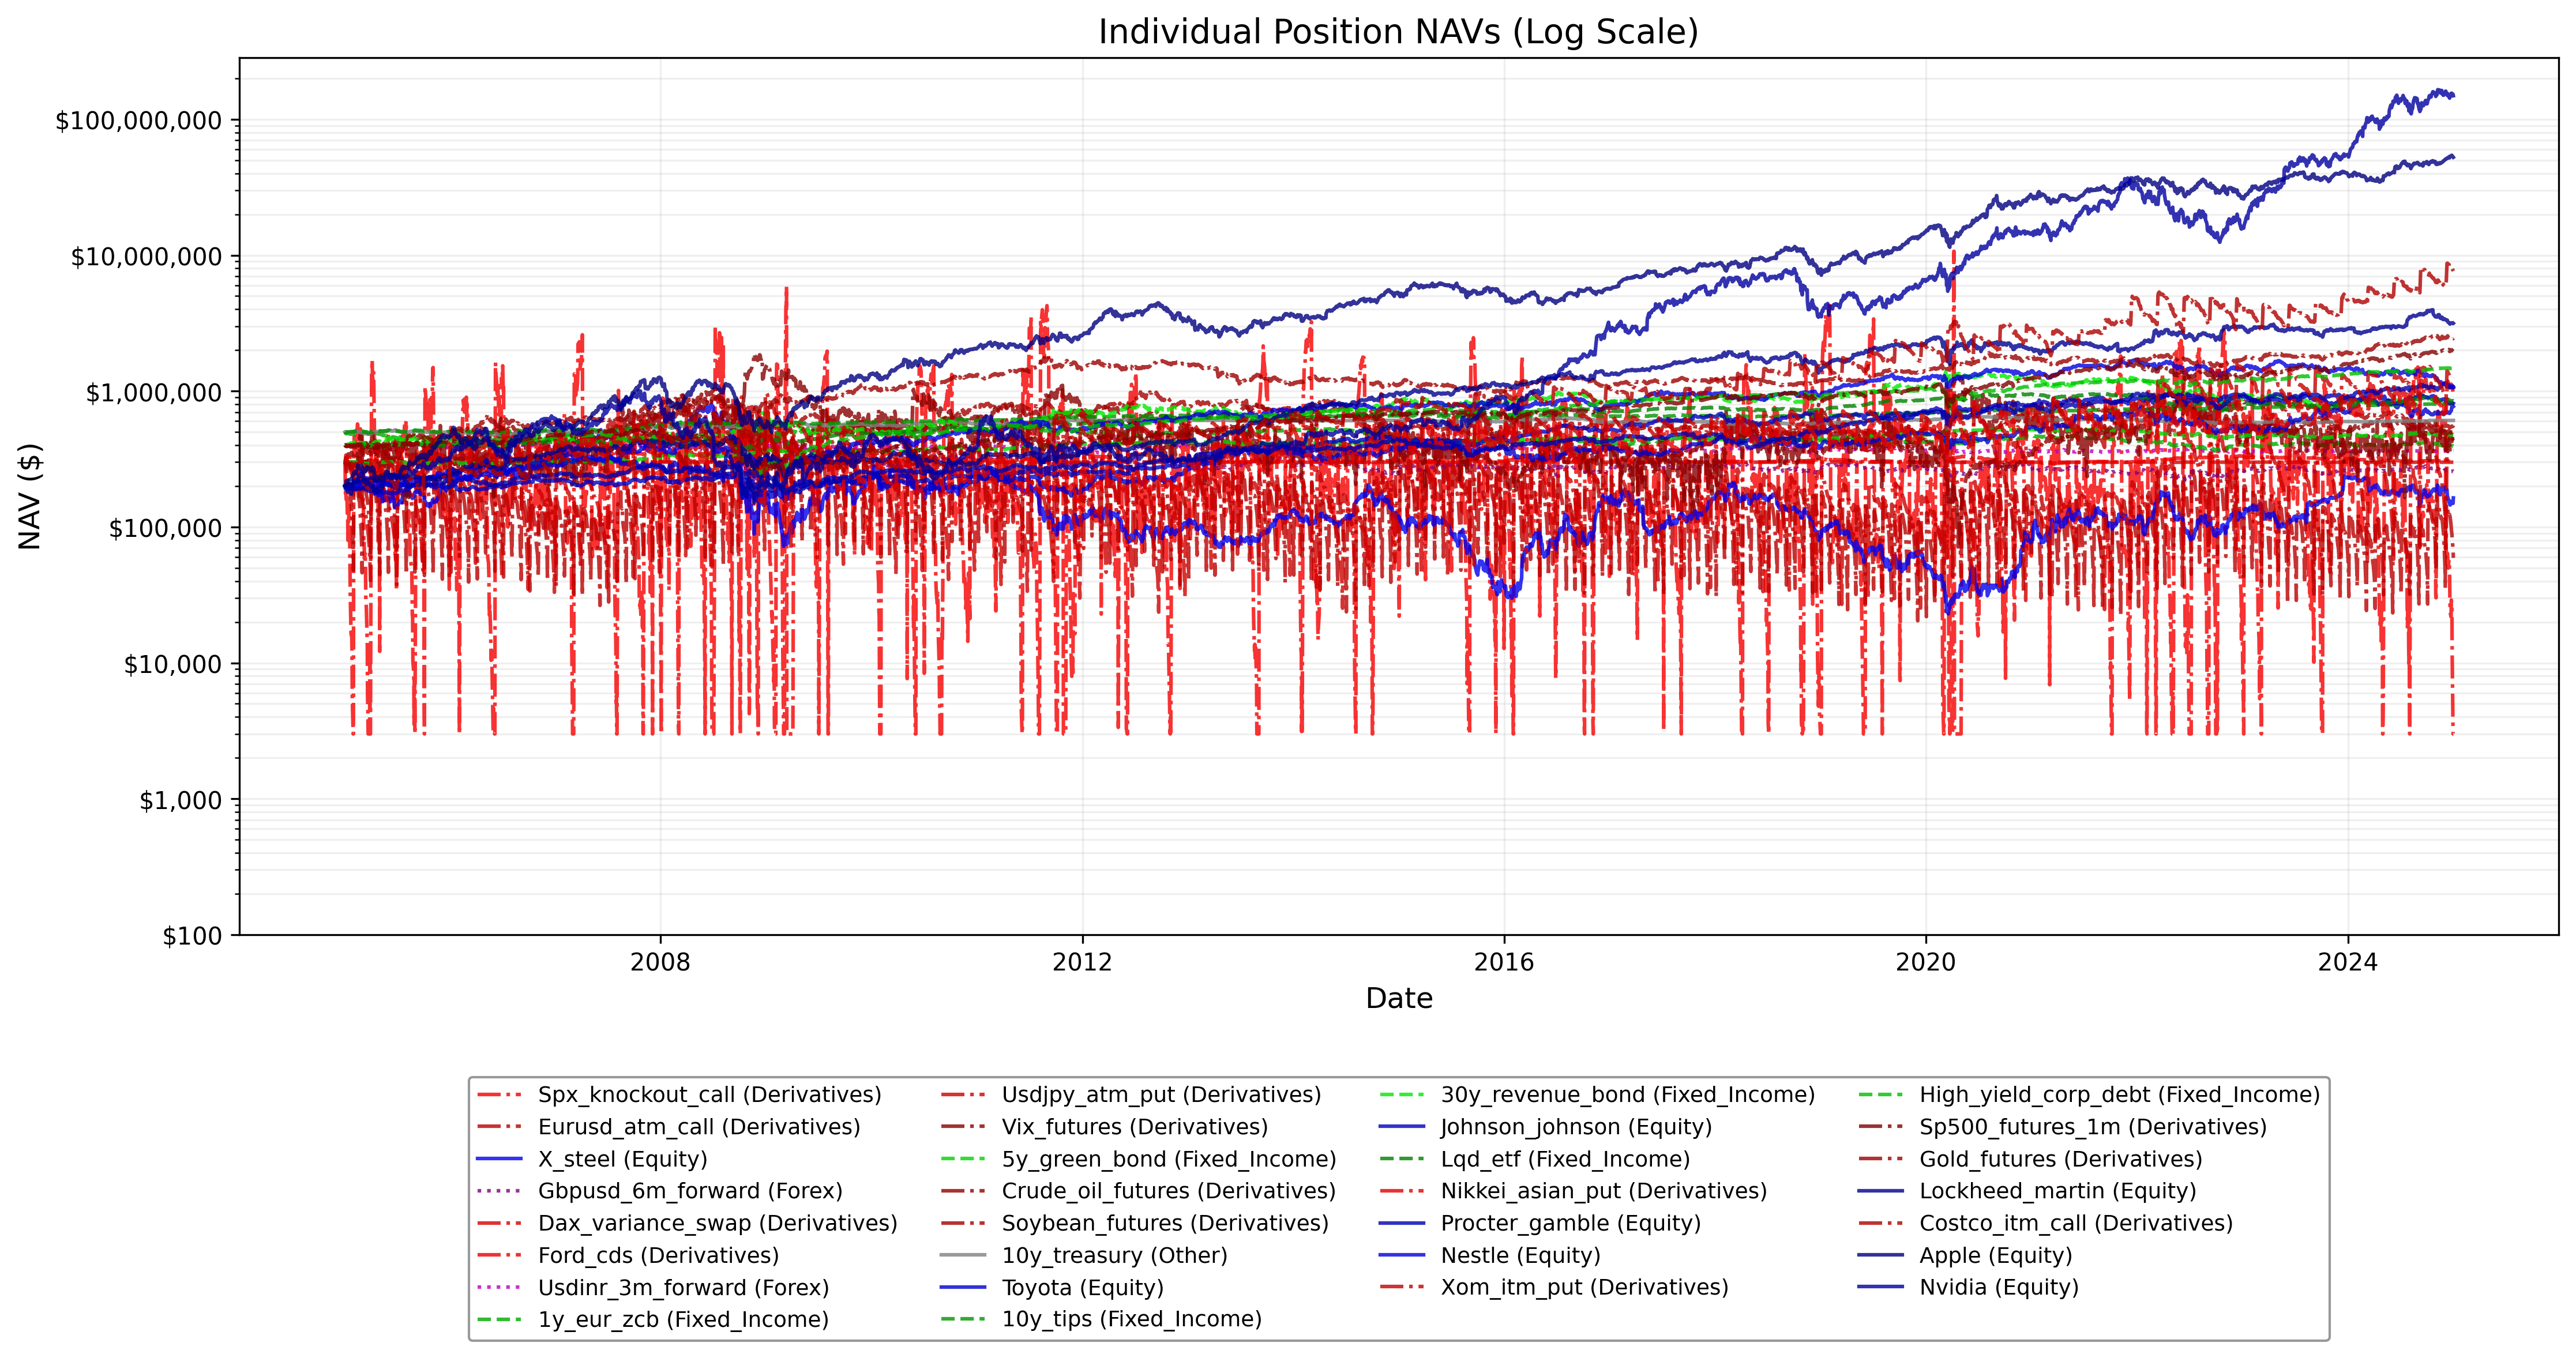 Individual Position NAVs (Log Scale)
NAV ($)
$100,000,000
$10,000,000
$1,000,000
$100,000
$10,000
$1,000
$100
2008
2012
2016
2020
2024
Date
Spx_knockout_call (Derivatives)
Eurusd_atm_call (Derivatives)
X_steel (Equity)
Gbpusd_6m_forward (Forex)
Dax_variance_swap (Derivatives)
Ford_cds (Derivatives)
Usdinr_3m_forward (Forex)
1y_eur_zcb (Fixed_Income)
Usdjpy_atm_put (Derivatives)
Vix_futures (Derivatives)
5y_green_bond (Fixed_Income)
Crude_oil_futures (Derivatives)
Soybean_futures (Derivatives)
10y_treasury (Other)
Toyota (Equity)
10y_tips (Fixed_Income)
30y_revenue_bond (Fixed_Income)
Johnson_johnson (Equity)
Lqd_etf (Fixed_Income)
Nikkei_asian_put (Derivatives)
Procter_gamble (Equity)
Nestle (Equity)
Xom_itm_put (Derivatives)
High_yield_corp_debt (Fixed_Income)
Sp500_futures_1m (Derivatives)
Gold_futures (Derivatives)
Lockheed_martin (Equity)
Costco_itm_call (Derivatives)
Apple (Equity)
Nvidia (Equity)